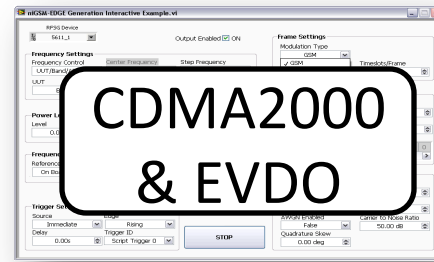 niGSM-EDGE Generation Interactive Example.vi
RFSG Device
5611_1
Output Enabled ON
Frequency Settings
Frequency Control
Center Frequency
Step Frequency
UUT/Band/
UUT
Power Le
Level
0.0
Frequenc
Reference
On Boa
Trigger Se
Source
Edge
Immediate
Rising
Delay
Trigger ID
0.00s
Script Trigger 0
STOP
Frame Settings
Modulation Type
GSM
✓ GSM
Timeslots/Frame
AWGN Enabled
Carrier to Noise Ratio
False
50.00 dB
Quadrature Skew
0.00 deg
CDMA2000
& EVDO